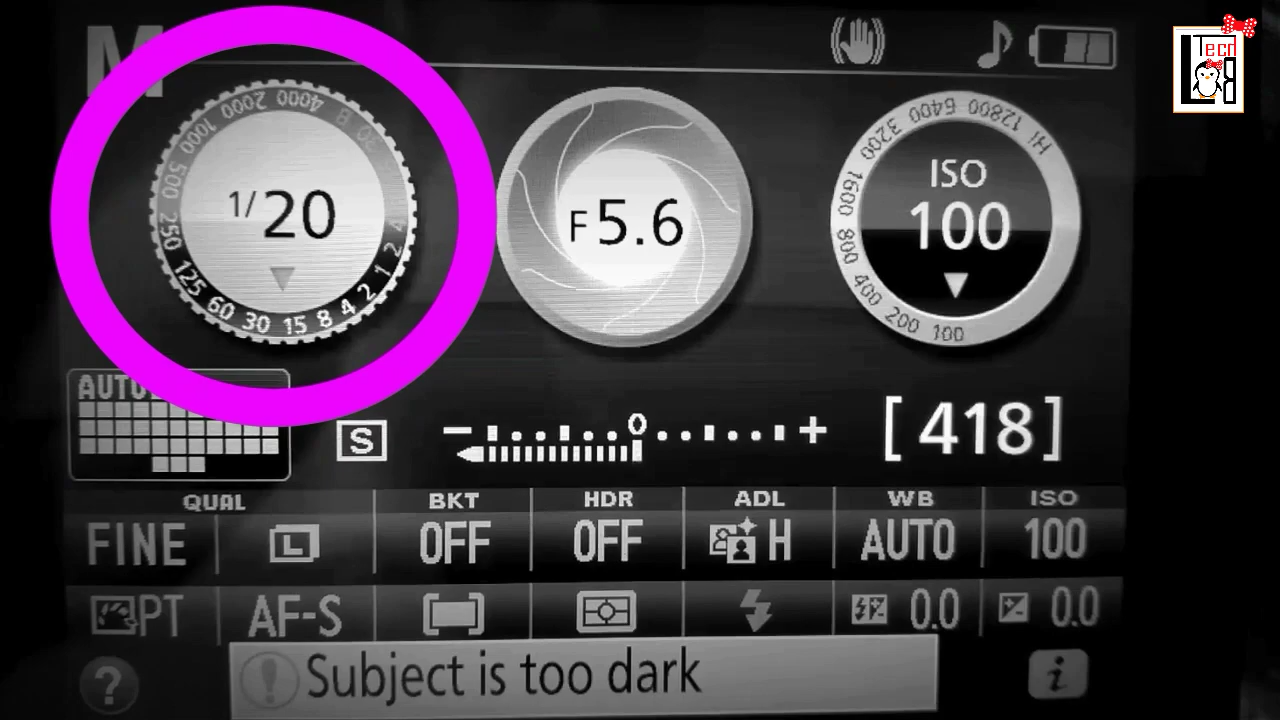 M
Tecn
4000 B 30
2000
1000
500
250
125
60
30
15
8
4
2
1
2
4
1/20
F5.6
Hi
12800
6400
3200
1600
800
400
200
100
ISO
100
AUTO
S
− 0 +
[418]
QUAL BKT HDR ADL WB ISO
FINE L OFF OFF H AUTO 100
PT AF-S 0.0 0.0
? Subject is too dark i